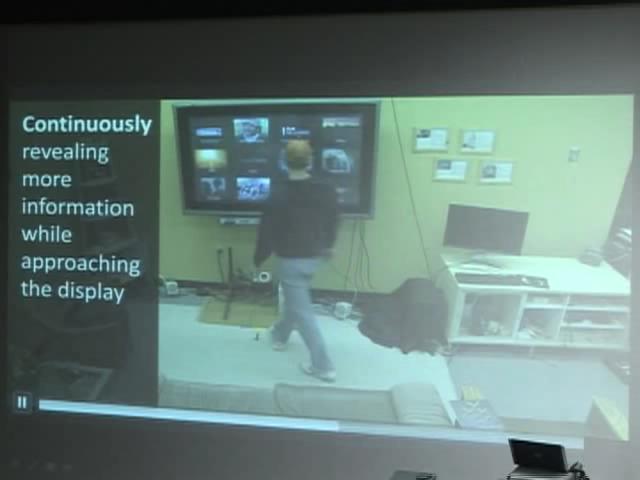 Continuously
revealing
more
information
while
approaching
the display